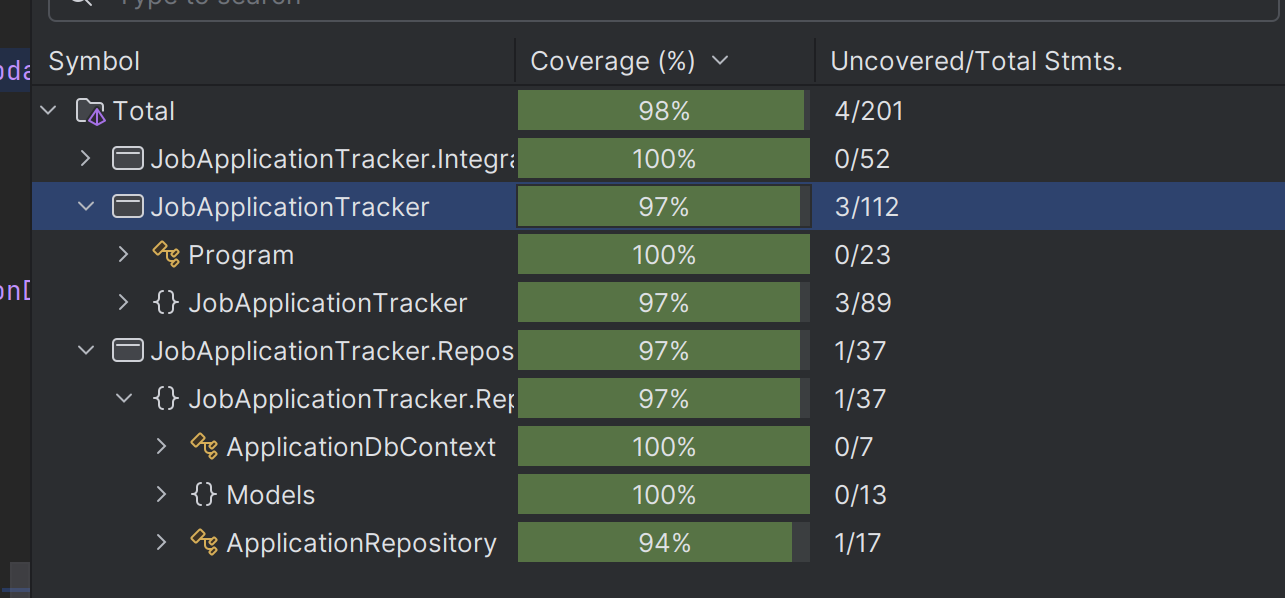 Type to search
Symbol Coverage (%) Uncovered/Total Stmts.
Total 98% 4/201
JobApplicationTracker.Integra 100% 0/52
JobApplicationTracker 97% 3/112
Program 100% 0/23
JobApplicationTracker 97% 3/89
JobApplicationTracker.Repos 97% 1/37
JobApplicationTracker.Rep 97% 1/37
ApplicationDbContext 100% 0/7
Models 100% 0/13
ApplicationRepository 94% 1/17